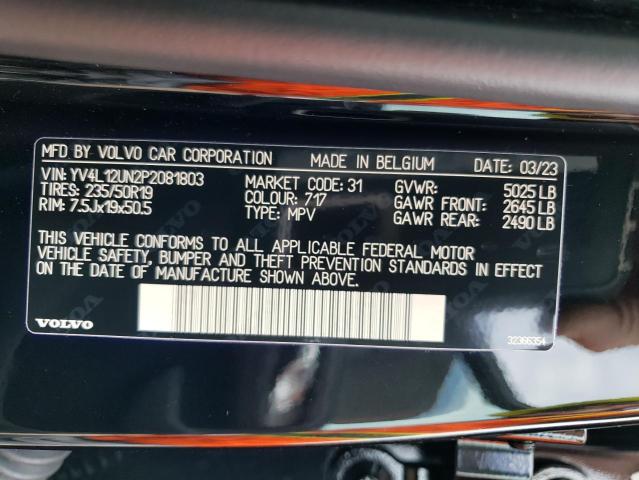 MFD BY VOLVO CAR CORPORATION MADE IN BELGIUM DATE: 03/23
VIN: YV4L12UN2P2081803 MARKET CODE: 31 GVWR: 5025 LB
TIRES: 235/50R19 COLOUR: 717 GAWR FRONT: 2645 LB
RIM: 7.5Jx19x50.5 TYPE: MPV GAWR REAR: 2490 LB
THIS VEHICLE CONFORMS TO ALL APPLICABLE FEDERAL MOTOR
VEHICLE SAFETY, BUMPER AND THEFT PREVENTION STANDARDS IN EFFECT
ON THE DATE OF MANUFACTURE SHOWN ABOVE.
VOLVO 32366354